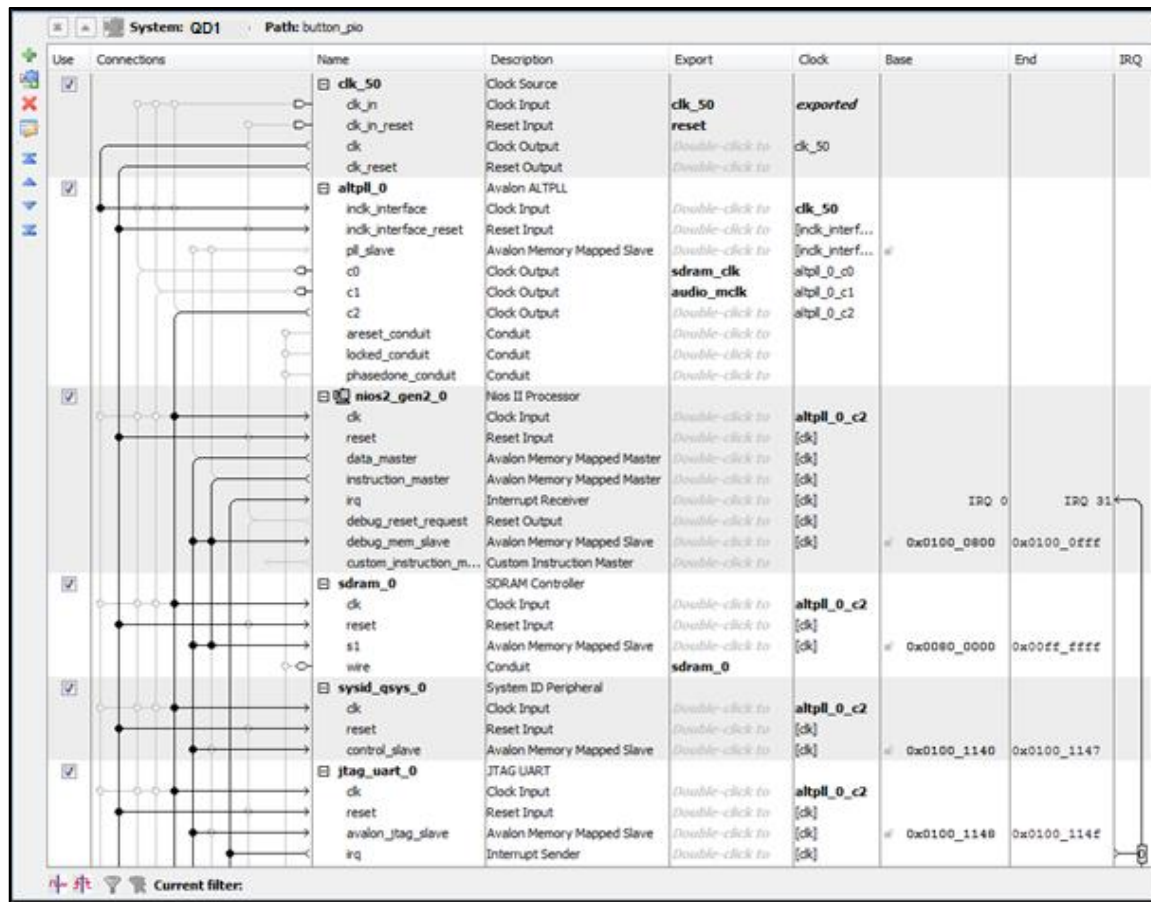 System: QD1 Path: button_pio
Use Connections Name Description Export Clock Base End IRQ
clk_50 Clock Source
clk_in Clock Input clk_50 exported
clk_in_reset Reset Input reset
clk Clock Output Double-click to clk_50
clk_reset Reset Output Double-click to
altpll_0 Avalon ALTPLL
inclk_interface Clock Input Double-click to clk_50
inclk_interface_reset Reset Input Double-click to [inclk_interf...
pll_slave Avalon Memory Mapped Slave Double-click to [inclk_interf...
c0 Clock Output sdram_clk altpll_0_c0
c1 Clock Output audio_mclk altpll_0_c1
c2 Clock Output Double-click to altpll_0_c2
areset_conduit Conduit Double-click to
locked_conduit Conduit Double-click to
phasedone_conduit Conduit Double-click to
nios2_gen2_0 Nios II Processor
clk Clock Input Double-click to altpll_0_c2
reset Reset Input Double-click to [clk]
data_master Avalon Memory Mapped Master Double-click to [clk]
instruction_master Avalon Memory Mapped Master Double-click to [clk]
irq Interrupt Receiver Double-click to [clk] IRQ 0 IRQ 31
debug_reset_request Reset Output Double-click to [clk]
debug_mem_slave Avalon Memory Mapped Slave Double-click to [clk] 0x0100_0800 0x0100_0fff
custom_instruction_m... Custom Instruction Master Double-click to
sdram_0 SDRAM Controller
clk Clock Input Double-click to altpll_0_c2
reset Reset Input Double-click to [clk]
s1 Avalon Memory Mapped Slave Double-click to [clk] 0x0080_0000 0x00ff_ffff
wire Conduit sdram_0
sysid_qsys_0 System ID Peripheral
clk Clock Input Double-click to altpll_0_c2
reset Reset Input Double-click to [clk]
control_slave Avalon Memory Mapped Slave Double-click to [clk] 0x0100_1140 0x0100_1147
jtag_uart_0 JTAG UART
clk Clock Input Double-click to altpll_0_c2
reset Reset Input Double-click to [clk]
avalon_jtag_slave Avalon Memory Mapped Slave Double-click to [clk] 0x0100_1148 0x0100_114f
irq Interrupt Sender Double-click to [clk] 0
Current filter: